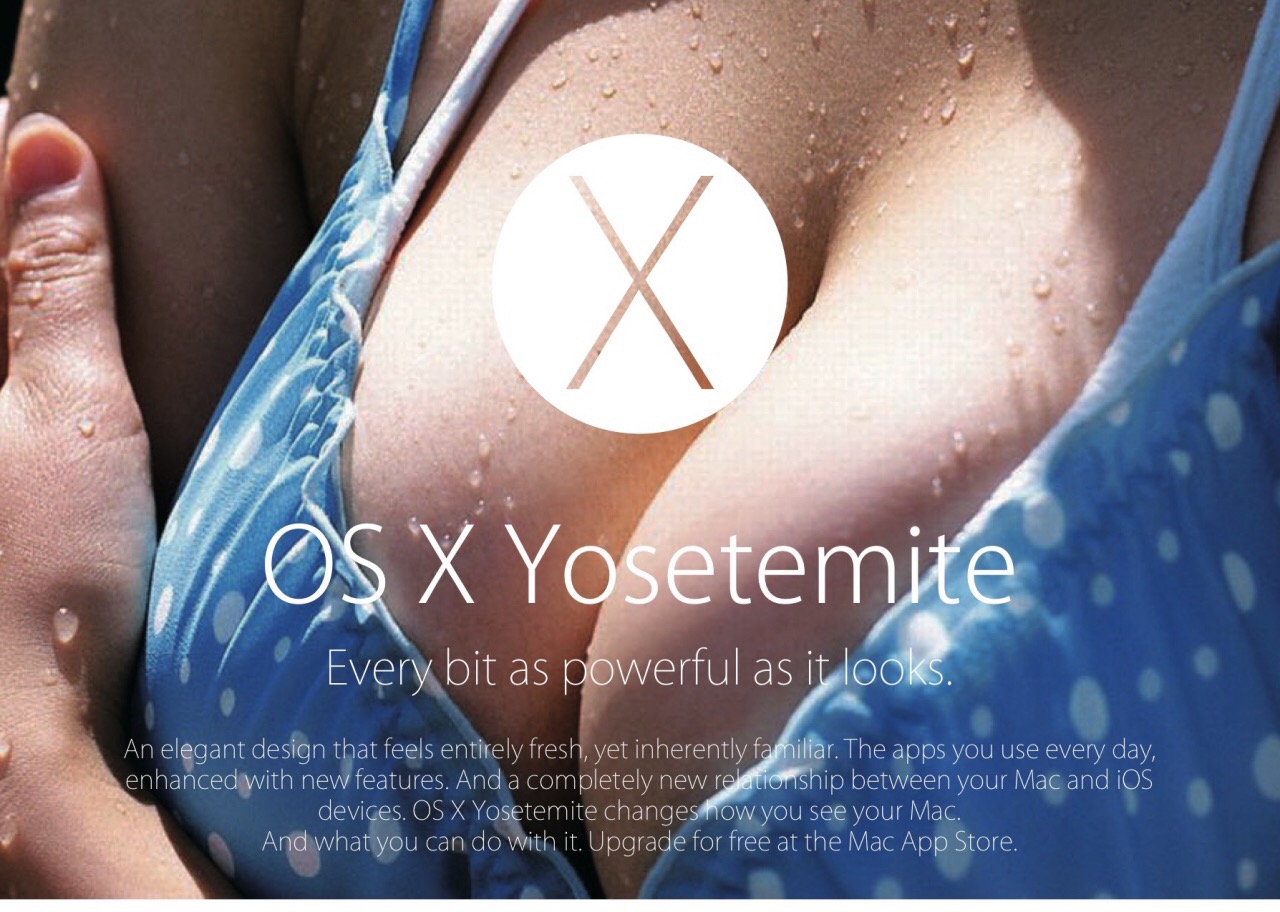 X
OS X Yosetemite
Every bit as powerful as it looks.
An elegant design that feels entirely fresh, yet inherently familiar. The apps you use every day,
enhanced with new features. And a completely new relationship between your Mac and iOS
devices. OS X Yosetemite changes how you see your Mac.
And what you can do with it. Upgrade for free at the Mac App Store.